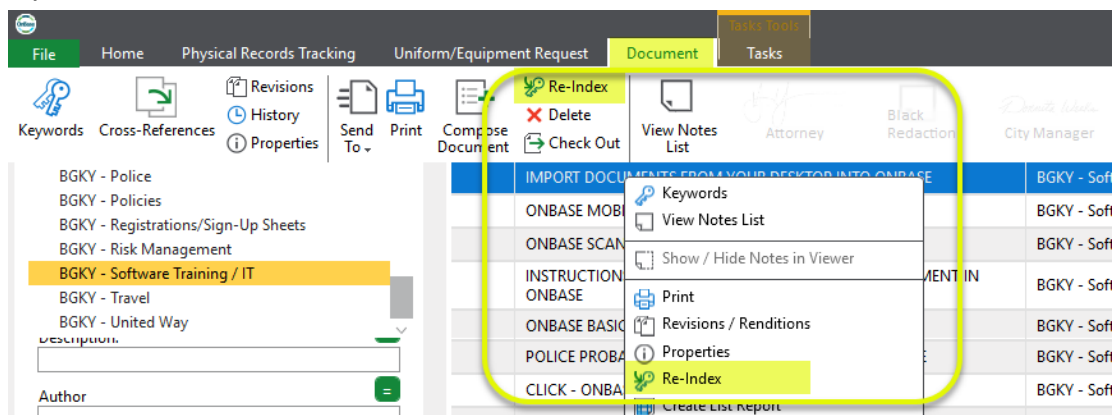 OnBase
Tasks Tools
File Home Physical Records Tracking Uniform/Equipment Request Document Tasks
Keywords
Cross-References
Revisions
History
Properties
Send
To
Print
Compose
Document
Re-Index
Delete
Check Out
View Notes
List
Attorney
Black
Redaction
City Manager
BGKY - Police
BGKY - Policies
BGKY - Registrations/Sign-Up Sheets
BGKY - Risk Management
BGKY - Software Training / IT
BGKY - Travel
BGKY - United Way
Description:
=
Author
=
IMPORT DOCUMENTS FROM YOUR DESKTOP INTO ONBASE BGKY - Soft
ONBASE MOBI BGKY - Soft
ONBASE SCAN BGKY - Soft
INSTRUCTION MENT IN
ONBASE BGKY - Soft
ONBASE BASIC BGKY - Soft
POLICE PROBA E BGKY - Soft
CLICK - ONBA BGKY - Soft
Keywords
View Notes List
Show / Hide Notes in Viewer
Print
Revisions / Renditions
Properties
Re-Index
Create List Report